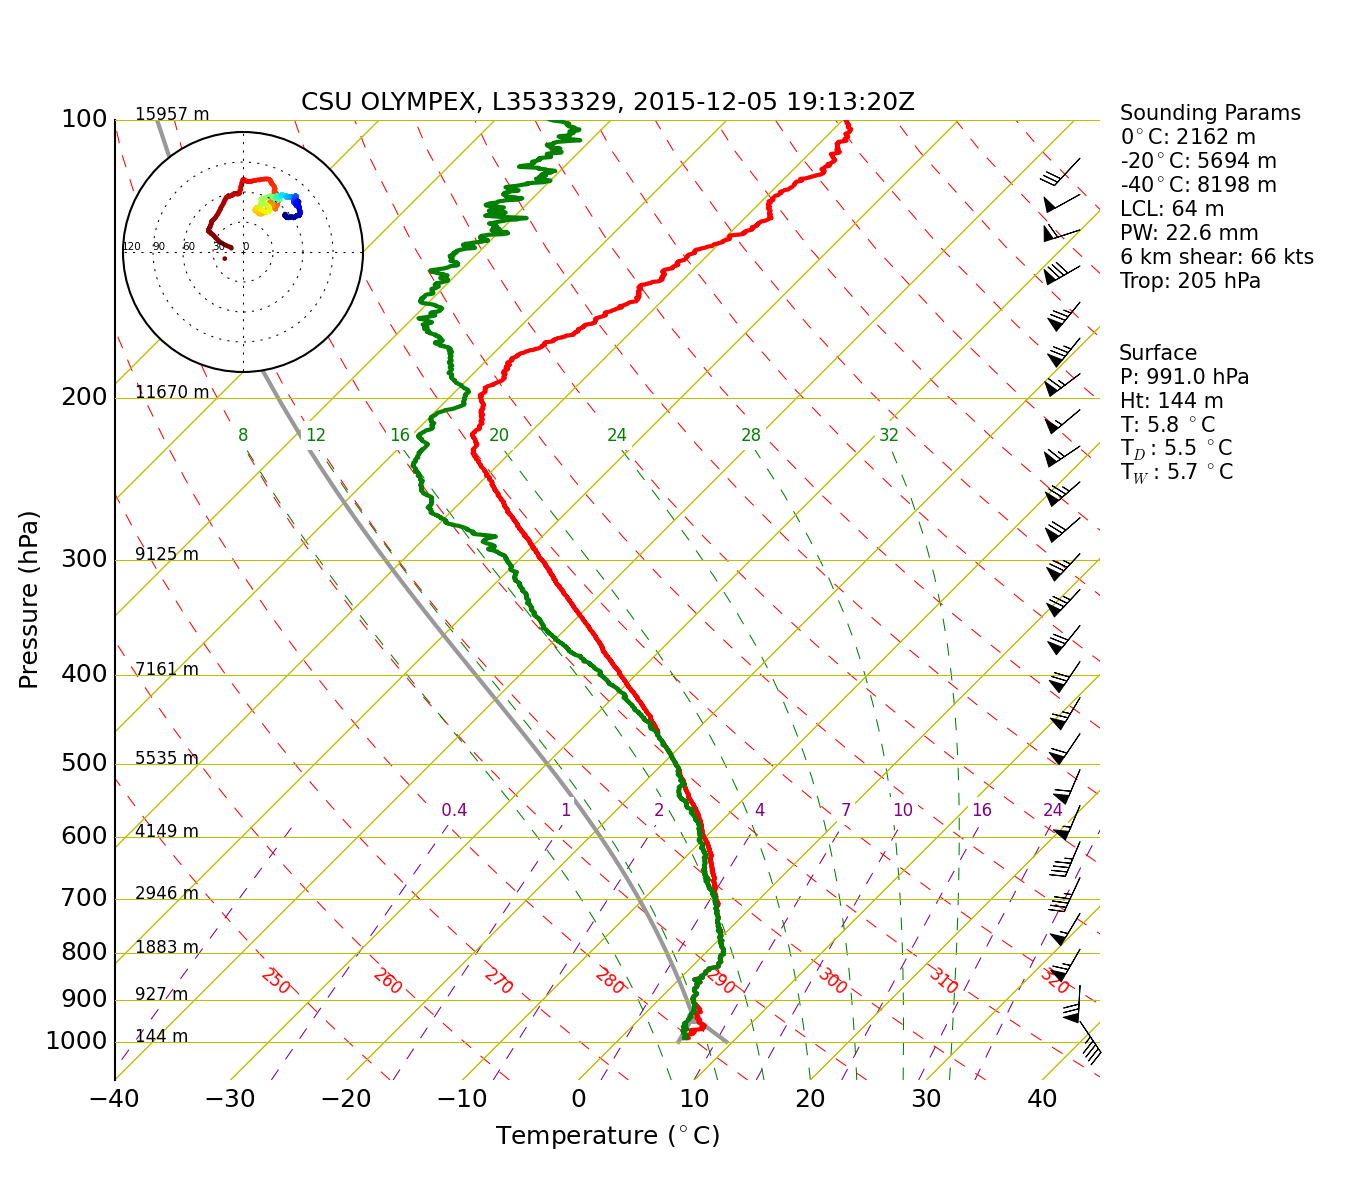 CSU OLYMPEX, L3533329, 2015-12-05 19:13:20Z
Sounding Params
0°C: 2162 m
-20°C: 5694 m
-40°C: 8198 m
LCL: 64 m
PW: 22.6 mm
6 km shear: 66 kts
Trop: 205 hPa
Surface
P: 991.0 hPa
Ht: 144 m
T: 5.8 °C
TD : 5.5 °C
TW : 5.7 °C
Pressure (hPa)
100 15957 m
120 90 60 30 0
200 11670 m
8 12 16 20 24 28 32
300 9125 m
400 7161 m
500 5535 m
0.4 1 2 4 7 10 16 24
600 4149 m
700 2946 m
800 1883 m
250 260 270 280 290 300 310 320
900 927 m
1000 144 m
−40 −30 −20 −10 0 10 20 30 40
Temperature (°C)